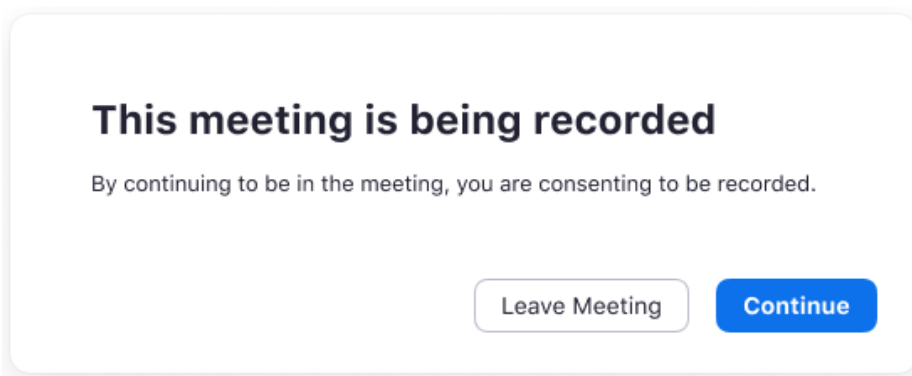 This meeting is being recorded
By continuing to be in the meeting, you are consenting to be recorded.
Leave Meeting
Continue